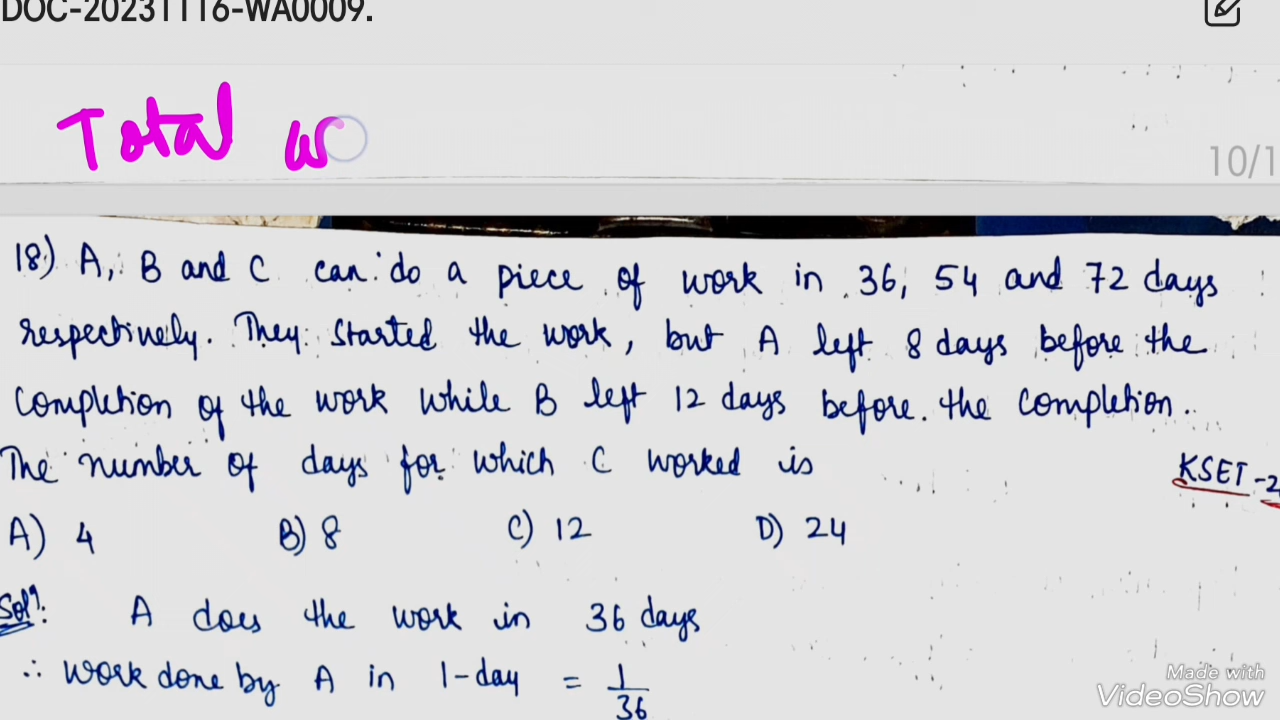 DOC-20231116-WA0009.
Total w
10/1
18) A, B and C can do a piece of work in 36, 54 and 72 days
respectively. They started the work, but A left 8 days before the
completion of the work while B left 12 days before the completion.
The number of days for which C worked is
KSET -2
A) 4 B) 8 C) 12 D) 24
Solⁿ: A does the work in 36 days
∴ work done by A in 1-day = 1/36
Made with
VideoShow